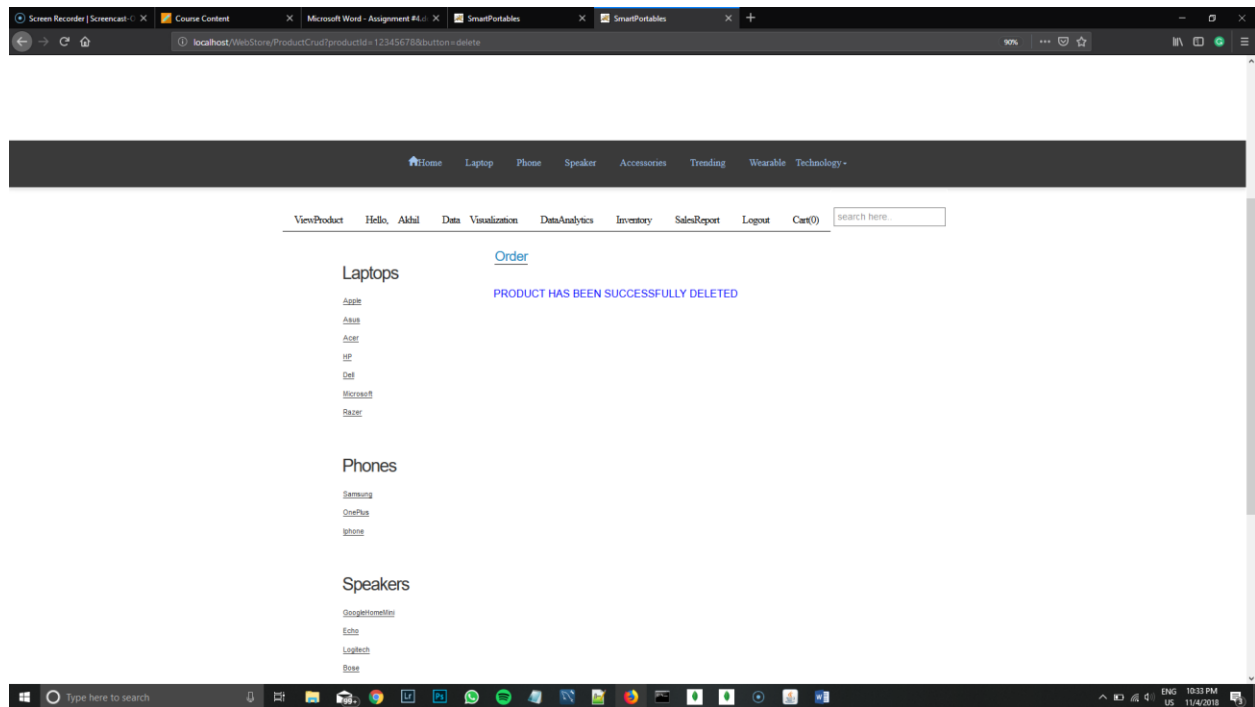 Screen Recorder | Screencast-O
Course Content
Microsoft Word - Assignment #4.d
SmartPortables
SmartPortables
localhost/WebStore/ProductCrud?productId=12345678&button=delete
90%
Home Laptop Phone Speaker Accessories Trending Wearable Technology
ViewProduct Hello, Akhil Data Visualization DataAnalytics Inventory SalesReport Logout Cart(0) search here..
Order
PRODUCT HAS BEEN SUCCESSFULLY DELETED
Laptops
Apple
Asus
Acer
HP
Dell
Microsoft
Razer
Phones
Samsung
OnePlus
Iphone
Speakers
GoogleHomeMini
Echo
Logitech
Bose
Type here to search
99+
Lr
Ps
ENG 10:33 PM
US 11/4/2018